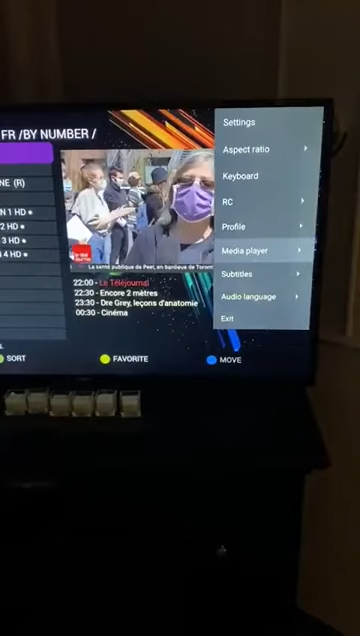 FR /BY NUMBER /
NE (R)
N 1 HD
2 HD
3 HD
4 HD
La santé publique de Peel, en banlieue de Toron
22:00 - Le Téléjournal
22:30 - Encore 2 mètres
23:30 - Dre Grey, leçons d'anatomie
00:30 - Cinéma
SORT
FAVORITE
MOVE
Settings
Aspect ratio
Keyboard
RC
Profile
Media player
Subtitles
Audio language
Exit